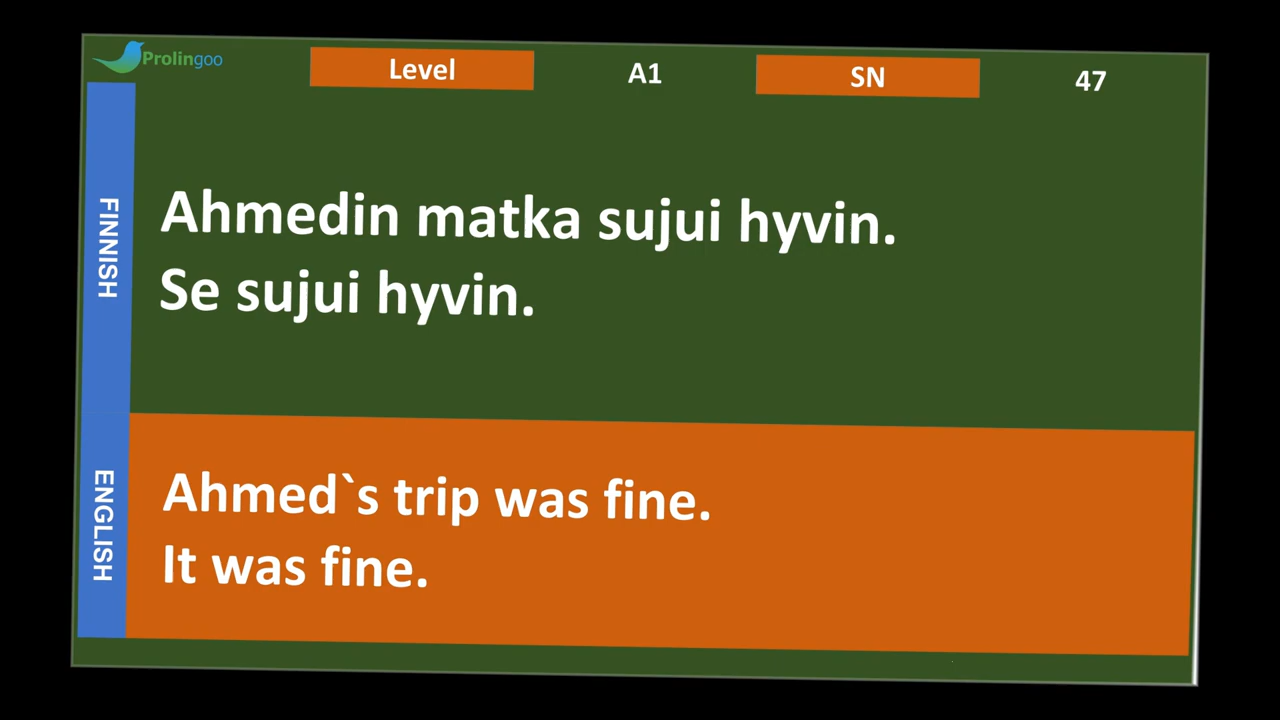 Prolingoo
Level A1 SN 47
FINNISH
Ahmedin matka sujui hyvin.
Se sujui hyvin.
ENGLISH
Ahmed`s trip was fine.
It was fine.